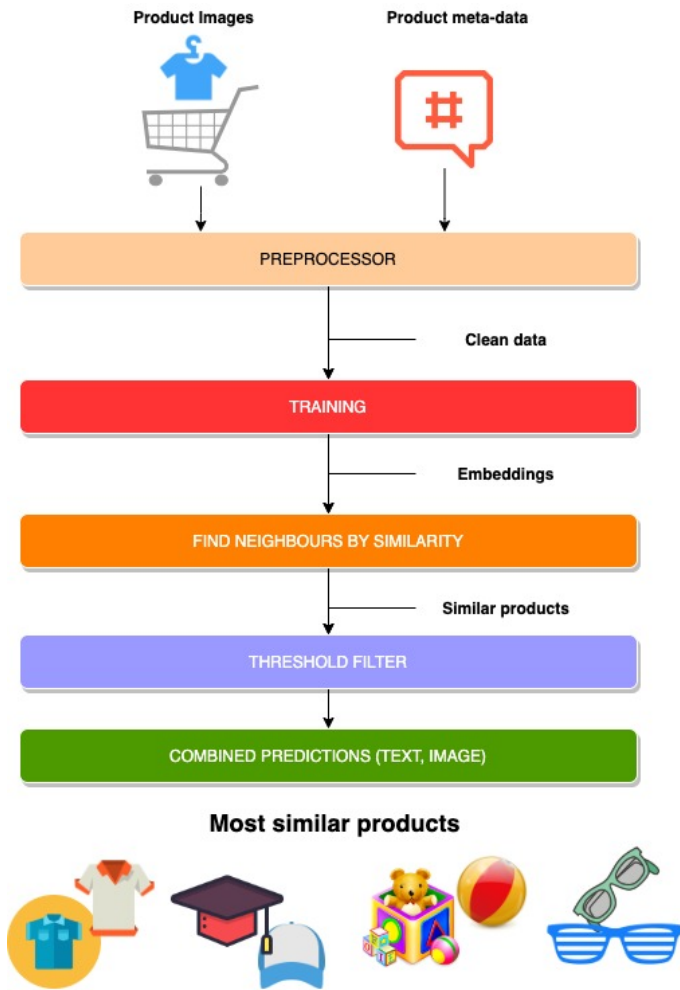 Product Images
Product meta-data
PREPROCESSOR
Clean data
TRAINING
Embeddings
FIND NEIGHBOURS BY SIMILARITY
Similar products
THRESHOLD FILTER
COMBINED PREDICTIONS (TEXT, IMAGE)
Most similar products